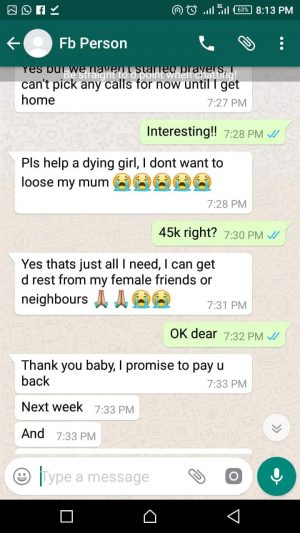 63% 8:13 PM
Fb Person
Yes but we haven't started prayers. I
Be straight to d point when chatting!
can't pick any calls for now until I get
home
7:27 PM
Interesting!! 7:28 PM
Pls help a dying girl, I dont want to
loose my mum 😭😭😭😭😭
7:28 PM
45k right? 7:30 PM
Yes thats just all I need, I can get
d rest from my female friends or
neighbours 🙏🙏😭😭 7:31 PM
OK dear 7:32 PM
Thank you baby, I promise to pay u
back 7:33 PM
Next week 7:33 PM
And 7:33 PM
Type a message